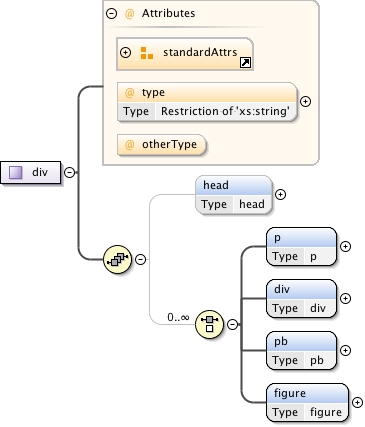 @ Attributes
standardAttrs
@ type
Type Restriction of 'xs:string'
@ otherType
div
head
Type head
0..∞
p
Type p
div
Type div
pb
Type pb
figure
Type figure